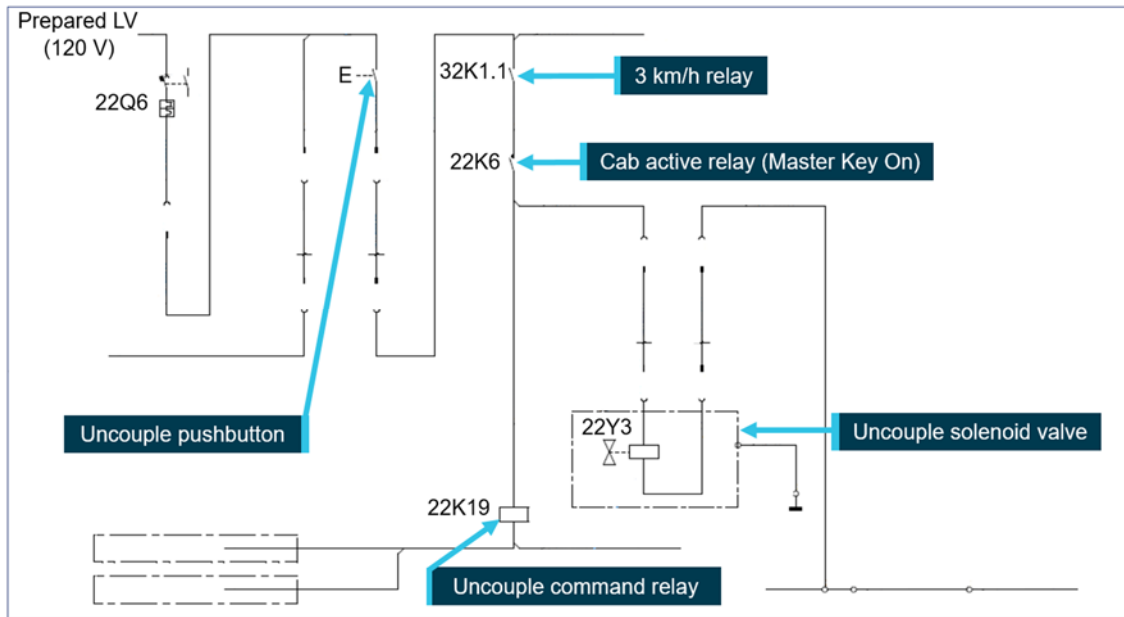 Prepared LV
(120 V)
22Q6
E
32K1.1
3 km/h relay
22K6
Cab active relay (Master Key On)
Uncouple pushbutton
22Y3
Uncouple solenoid valve
22K19
Uncouple command relay